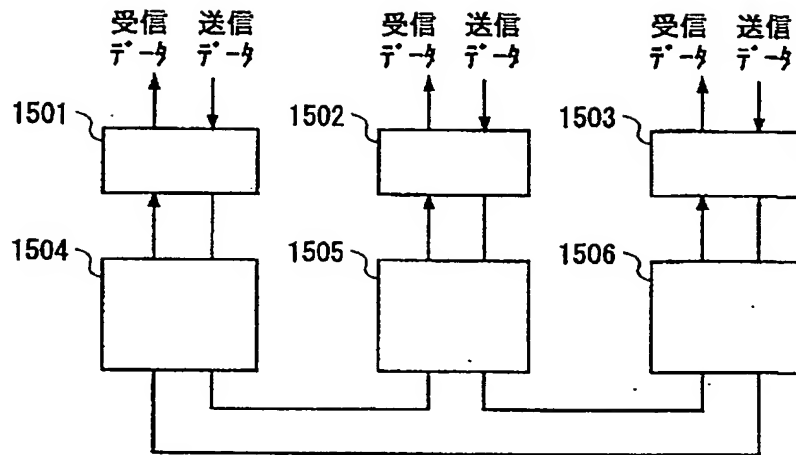 受信 送信 受信 送信 受信 送信
データ データ データ データ データ データ
1501 1502 1503
1504 1505 1506